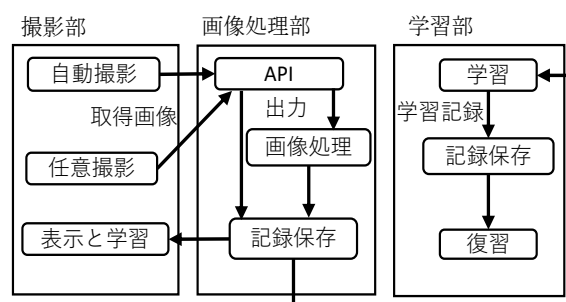 撮影部
画像処理部
学習部
自動撮影
API
学習
取得画像
出力
学習記録
画像処理
任意撮影
記録保存
表示と学習
記録保存
復習